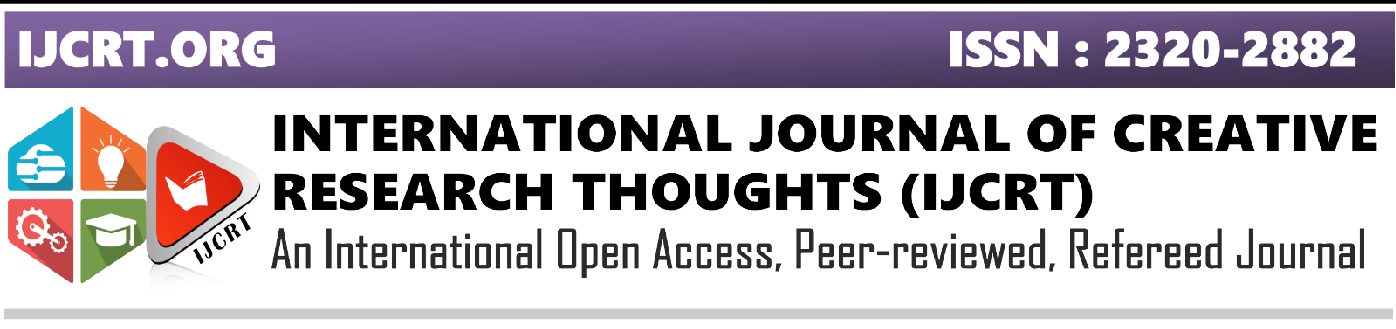 IJCRT.ORG ISSN : 2320-2882
INTERNATIONAL JOURNAL OF CREATIVE
RESEARCH THOUGHTS (IJCRT)
An International Open Access, Peer-reviewed, Refereed Journal
IJCRT